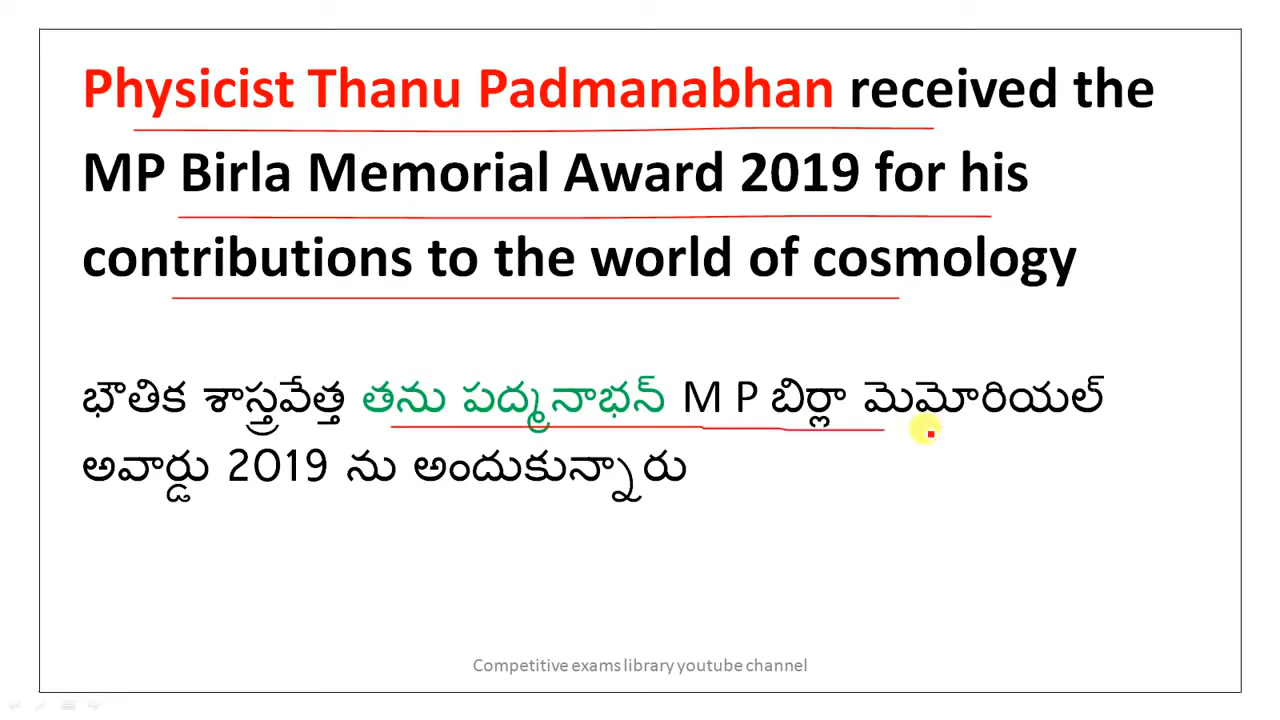 Physicist Thanu Padmanabhan received the
MP Birla Memorial Award 2019 for his
contributions to the world of cosmology
భౌతిక శాస్త్రవేత్త తను పద్మనాభన్ M P బిర్లా మెమోరియల్
అవార్డు 2019 ను అందుకున్నారు
Competitive exams library youtube channel